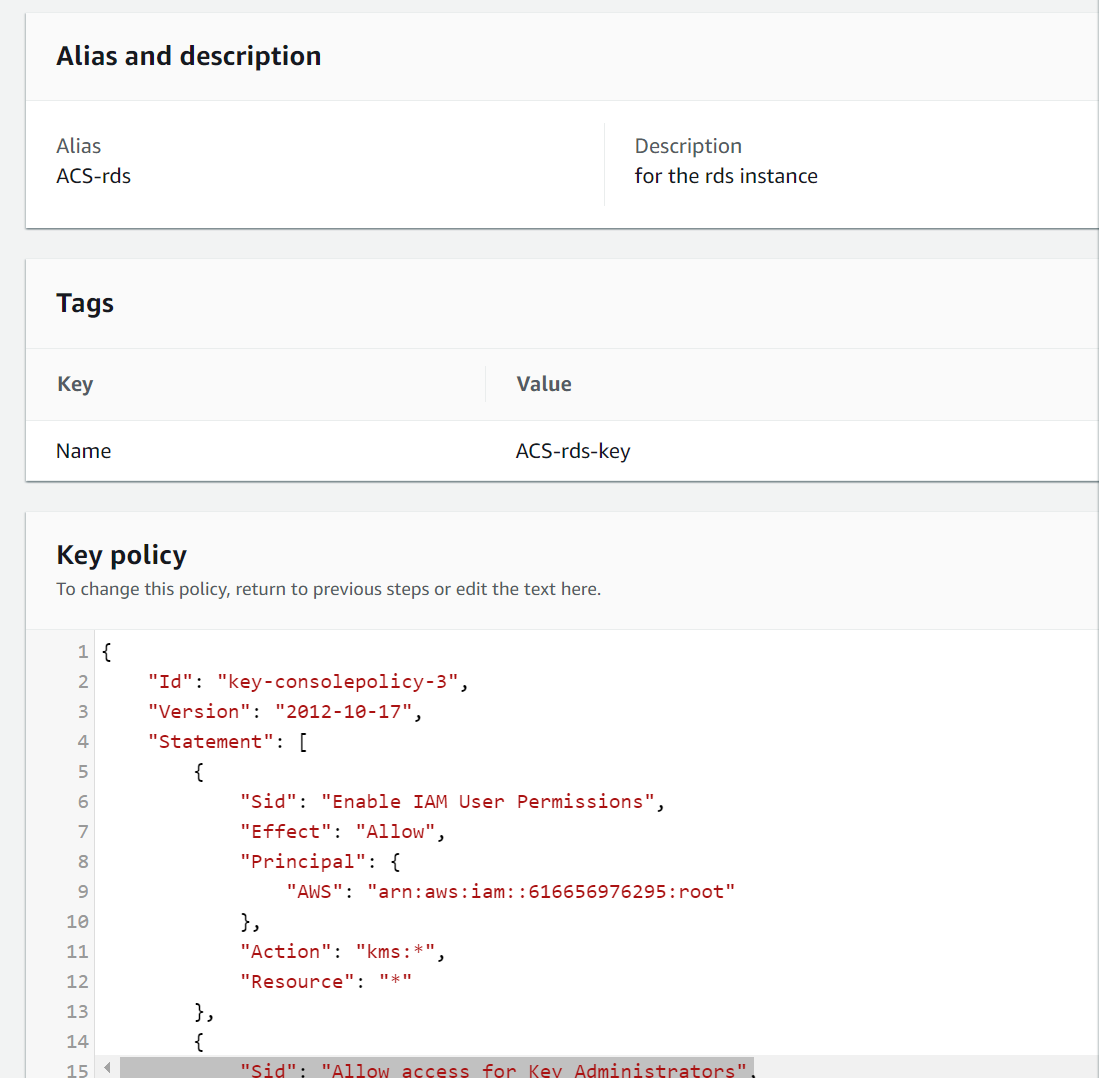 Alias and description
Alias
ACS-rds
Description
for the rds instance
Tags
Key Value
Name ACS-rds-key
Key policy
To change this policy, return to previous steps or edit the text here.
1 {
2 "Id": "key-consolepolicy-3",
3 "Version": "2012-10-17",
4 "Statement": [
5 {
6 "Sid": "Enable IAM User Permissions",
7 "Effect": "Allow",
8 "Principal": {
9 "AWS": "arn:aws:iam::616656976295:root"
10 },
11 "Action": "kms:*",
12 "Resource": "*"
13 },
14 {
15 "Sid": "Allow access for Key Administrators",